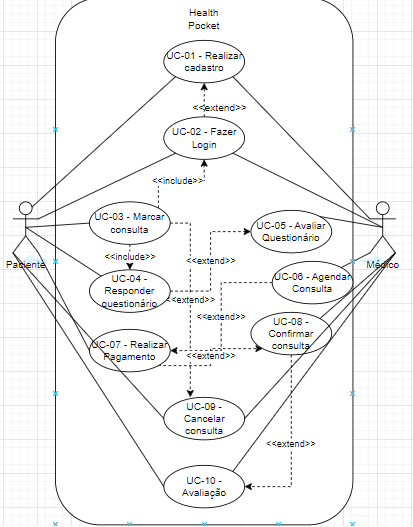 Health
Pocket
UC-01 - Realizar
cadastro
<<extend>>
UC-02 - Fazer
Login
<<include>>
UC-03 - Marcar
consulta
UC-05 - Avaliar
Questionário
<<include>>
<<extend>>
Paciente
Médico
UC-04 -
Responder
questionário
UC-06 - Agendar
Consulta
<<extend>>
<<extend>>
UC-08 -
Confirmar
consulta
UC-07 - Realizar
Pagamento
<<extend>>
UC-09 -
Cancelar
consulta
<<extend>>
UC-10 -
Avaliação